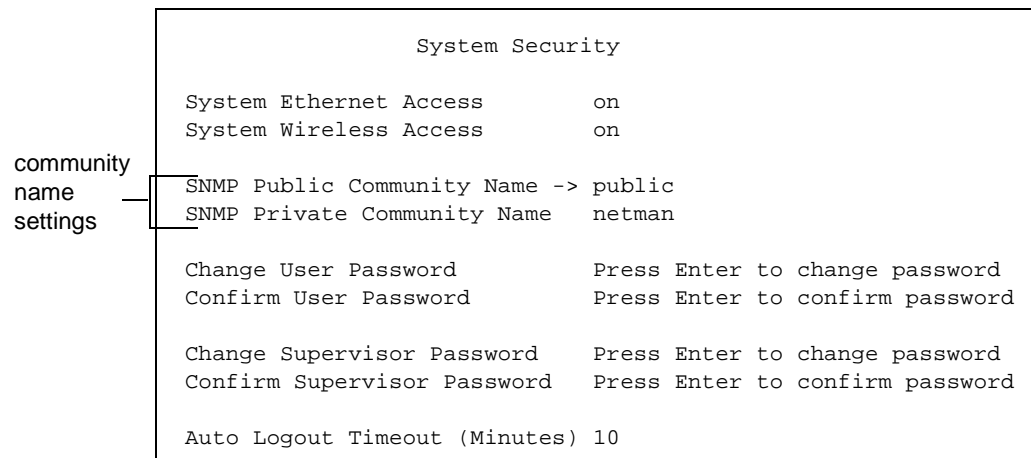 System Security
System Ethernet Access on
System Wireless Access on
community
name
settings
SNMP Public Community Name -> public
SNMP Private Community Name netman
Change User Password Press Enter to change password
Confirm User Password Press Enter to confirm password
Change Supervisor Password Press Enter to change password
Confirm Supervisor Password Press Enter to confirm password
Auto Logout Timeout (Minutes) 10